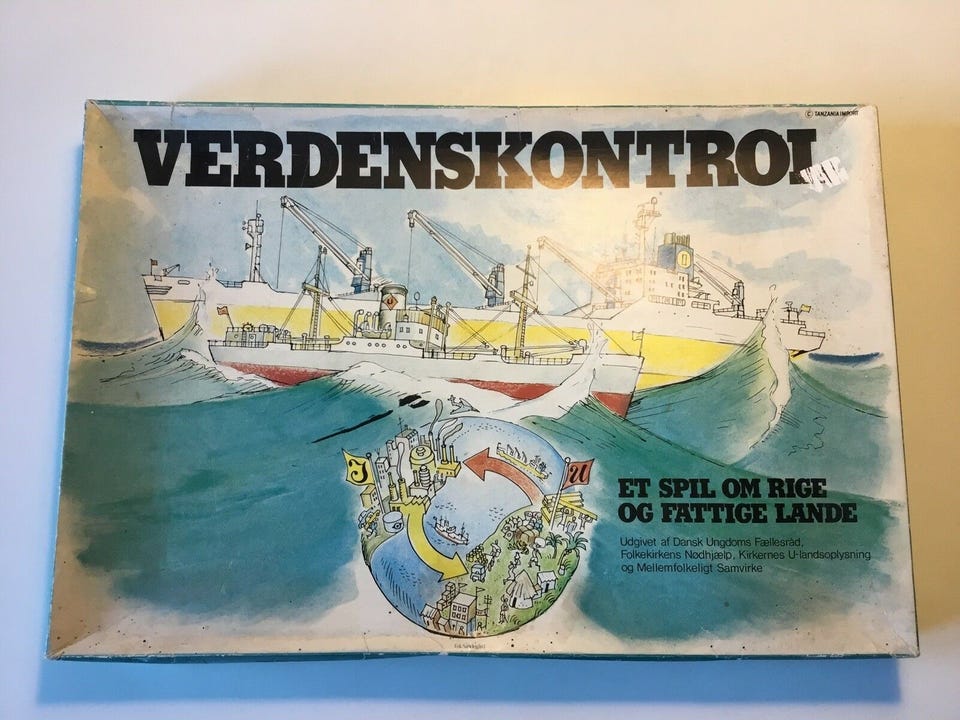 © TANZANIA IMPORT
VERDENSKONTROL
U
J
U
ET SPIL OM RIGE
OG FATTIGE LANDE
Udgivet af Dansk Ungdoms Fællesråd,
Folkekirkens Nødhjælp, Kirkernes U-landsoplysning
og Mellemfolkeligt Samvirke